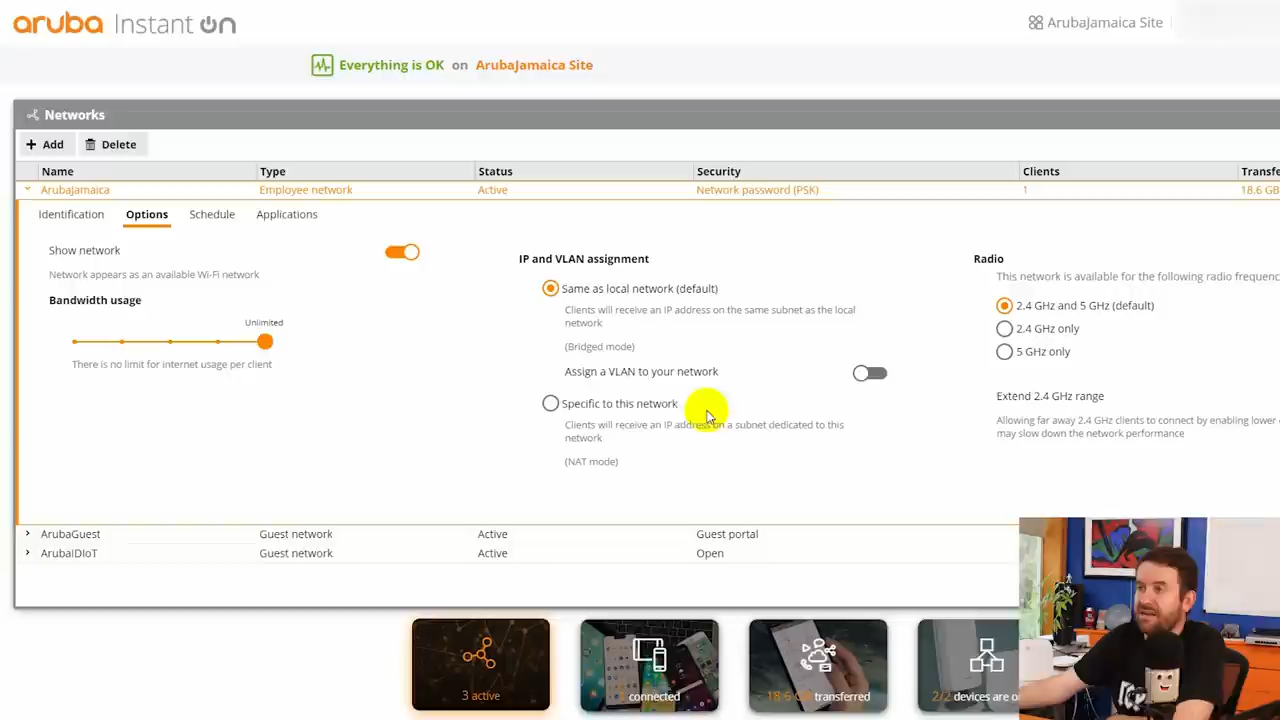 aruba Instant On
ArubaJamaica Site
Everything is OK on ArubaJamaica Site
Networks
Add Delete
Name Type Status Security Clients Transfe
ArubaJamaica Employee network Active Network password (PSK) 1 18.6 GB
Identification Options Schedule Applications
Show network
Network appears as an available Wi-Fi network
Bandwidth usage
Unlimited
There is no limit for internet usage per client
IP and VLAN assignment
Same as local network (default)
Clients will receive an IP address on the same subnet as the local
network
(Bridged mode)
Assign a VLAN to your network
Specific to this network
Clients will receive an IP address on a subnet dedicated to this
network
(NAT mode)
Radio
This network is available for the following radio frequenc
2.4 GHz and 5 GHz (default)
2.4 GHz only
5 GHz only
Extend 2.4 GHz range
Allowing far away 2.4 GHz clients to connect by enabling lower
may slow down the network performance
ArubaGuest Guest network Active Guest portal
ArubaIDIoT Guest network Active Open
3 active
connected
18.6 GB transferred
2/2 devices are o